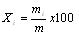 X_i = m_i / m x100